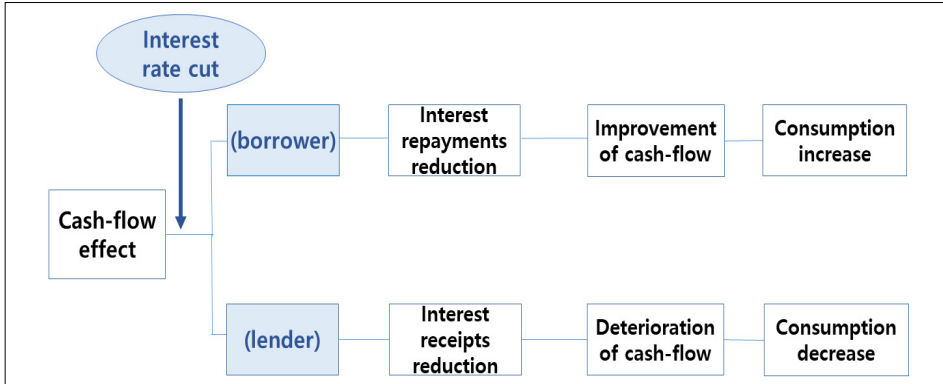 Interest
rate cut
(borrower)
Interest
repayments
reduction
Improvement
of cash-flow
Consumption
increase
Cash-flow
effect
(lender)
Interest
receipts
reduction
Deterioration
of cash-flow
Consumption
decrease